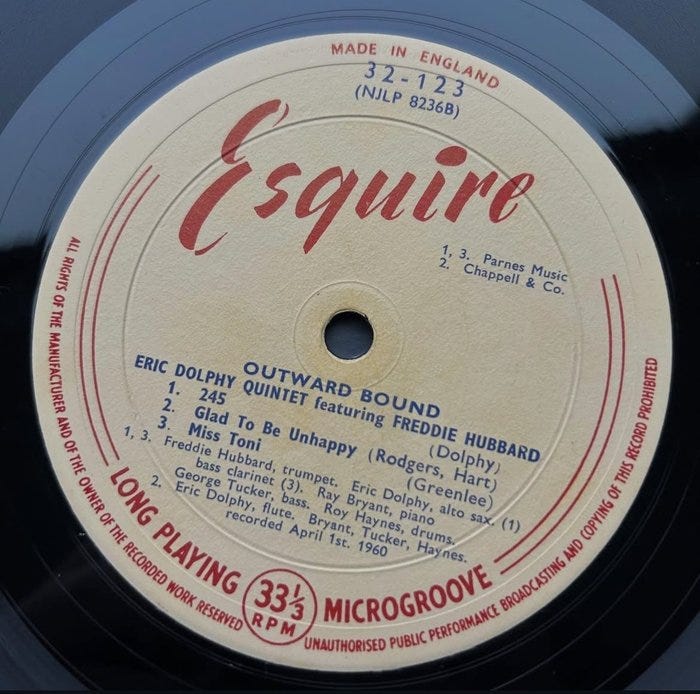 MADE IN ENGLAND
32-123
(NJLP 8236B)
Esquire
1, 3. Parnes Music
2. Chappell & Co.
OUTWARD BOUND
ERIC DOLPHY QUINTET featuring FREDDIE HUBBARD
1. 245 (Dolphy)
2. Glad To Be Unhappy (Rodgers, Hart)
3. Miss Toni (Greenlee)
1, 3. Freddie Hubbard, trumpet, Eric Dolphy, alto sax. (1)
bass clarinet (3). Ray Bryant, piano
George Tucker, bass. Roy Haynes, drums.
2. Eric Dolphy, flute. Bryant, Tucker, Haynes.
recorded April 1st. 1960
LONG PLAYING 33⅓ RPM MICROGROOVE
ALL RIGHTS OF THE MANUFACTURER AND OF THE OWNER OF THE RECORDED WORK RESERVED
UNAUTHORISED PUBLIC PERFORMANCE BROADCASTING AND COPYING OF THIS RECORD PROHIBITED